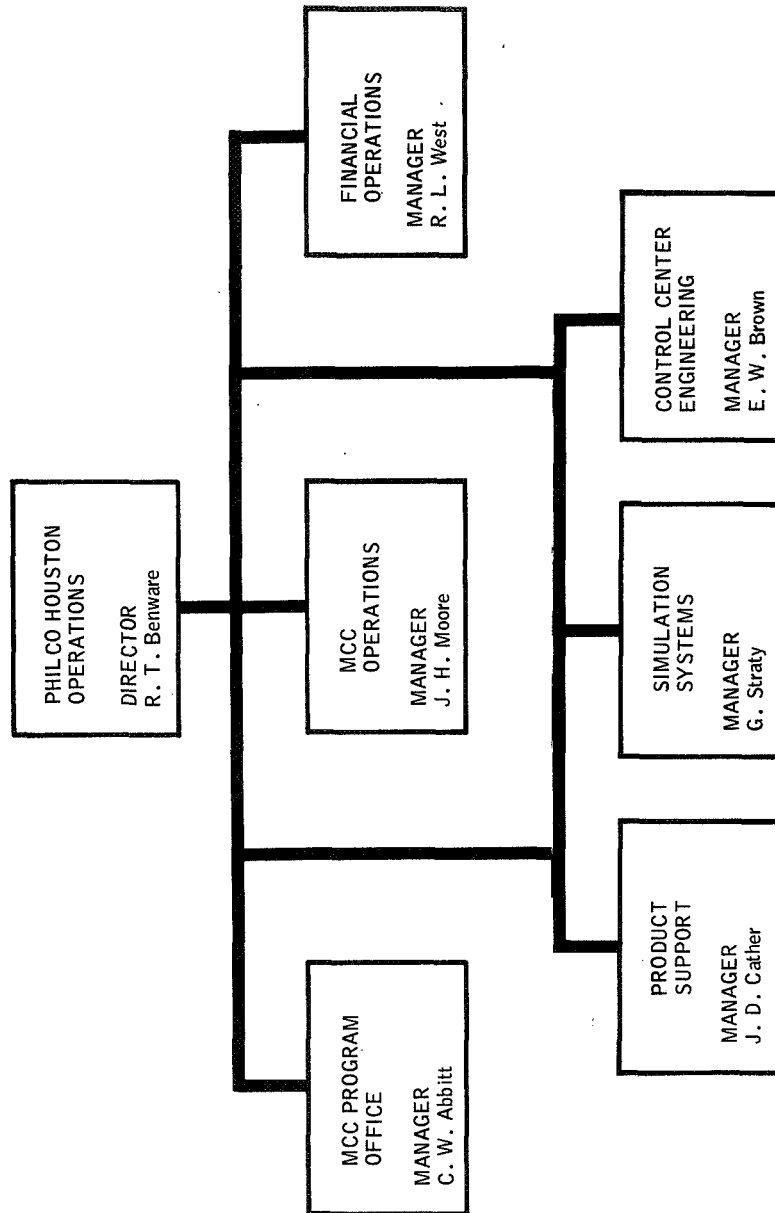 PHILCO HOUSTON
OPERATIONS
DIRECTOR
R. T. Benware
MCC PROGRAM
OFFICE
MANAGER
C. W. Abbitt
MCC
OPERATIONS
MANAGER
J. H. Moore
FINANCIAL
OPERATIONS
MANAGER
R. L. West
PRODUCT
SUPPORT
MANAGER
J. D. Cather
SIMULATION
SYSTEMS
MANAGER
G. Straty
CONTROL CENTER
ENGINEERING
MANAGER
E. W. Brown